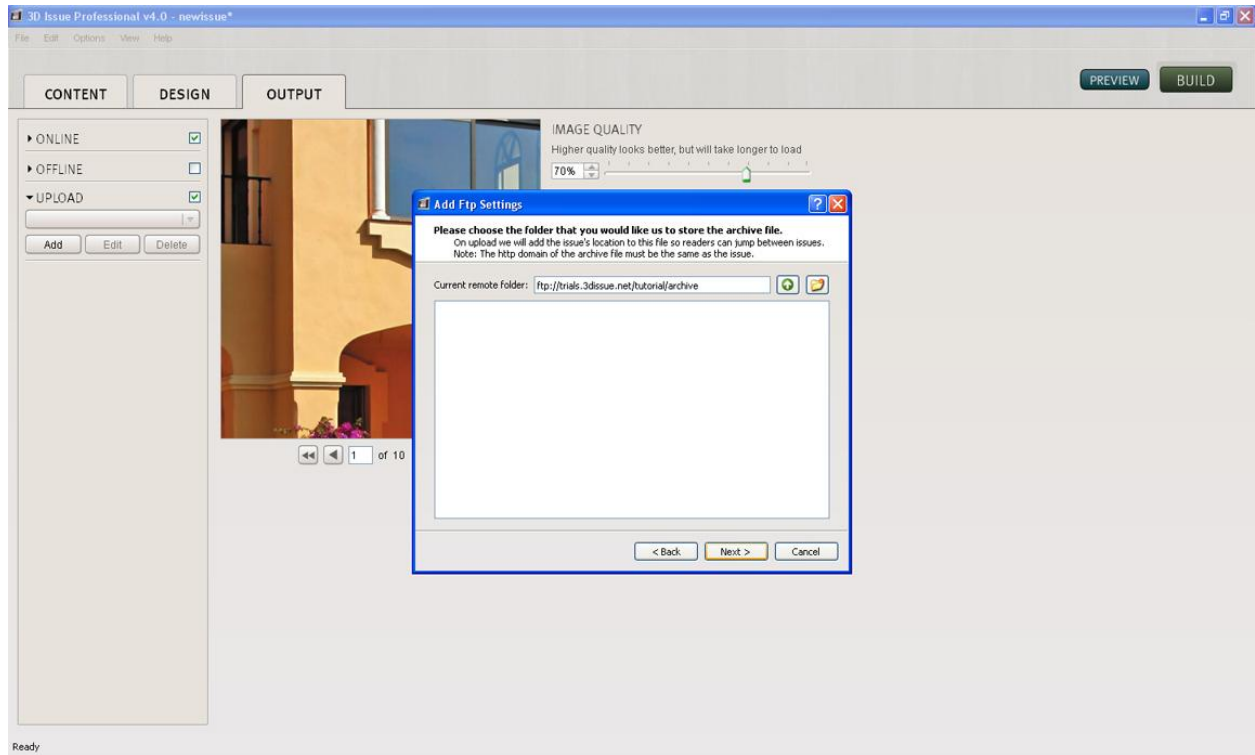 3D Issue Professional v4.0 - newissue*
File Edit Options View Help
CONTENT DESIGN OUTPUT
PREVIEW BUILD
ONLINE
OFFLINE
UPLOAD
Add Edit Delete
IMAGE QUALITY
Higher quality looks better, but will take longer to load
70%
1 of 10
Add Ftp Settings
Please choose the folder that you would like us to store the archive file.
On upload we will add the issue's location to this file so readers can jump between issues.
Note: The http domain of the archive file must be the same as the issue.
Current remote folder: ftp://trials.3dissue.net/tutorial/archive
< Back Next > Cancel
Ready